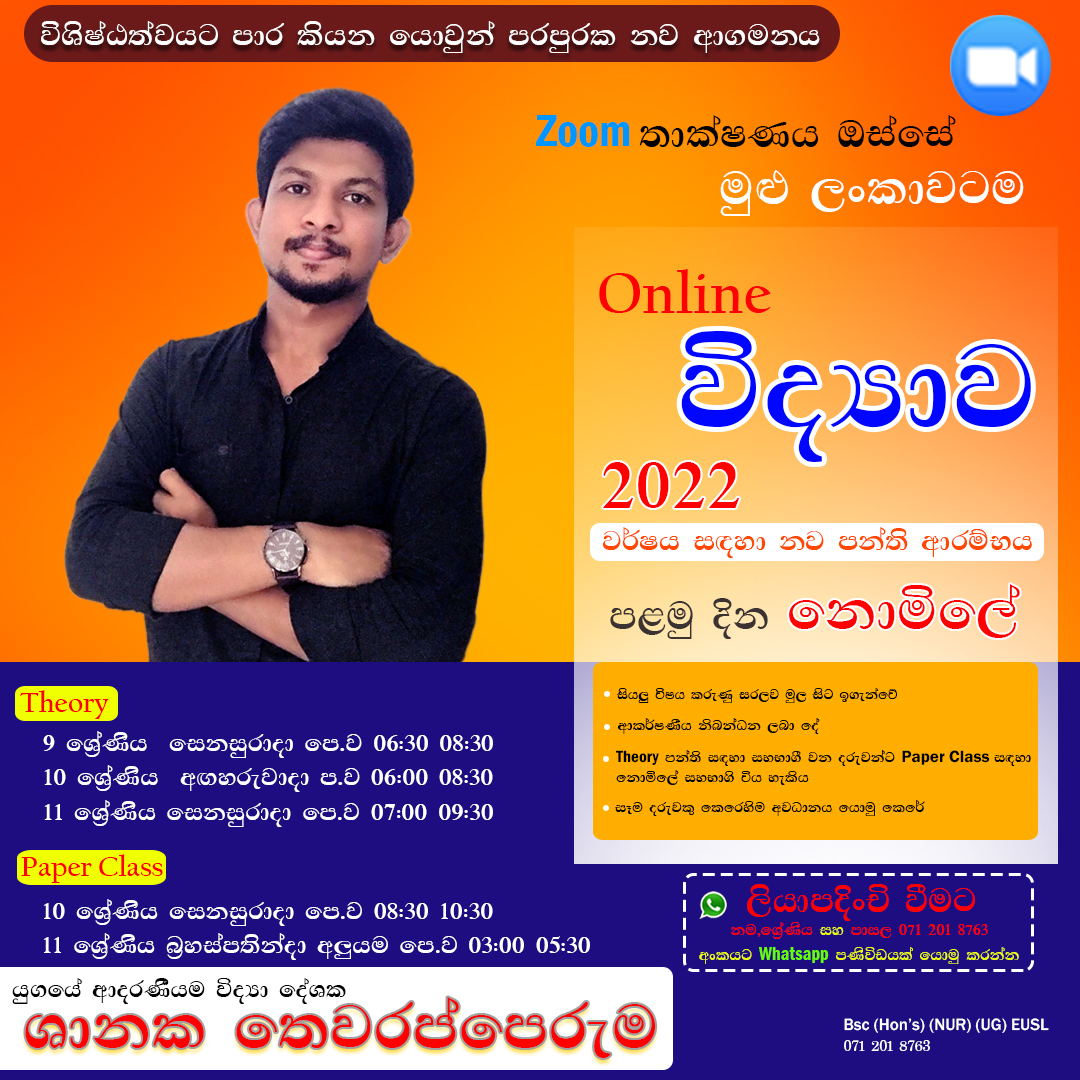 විශිෂ්ඨත්වයට පාර කියන යොවුන් පරපුරක නව ආගමනය
Zoom තාක්ෂණය ඔස්සේ
මුළු ලංකාවටම
Online
විද්‍යාව
2022
වර්ෂය සඳහා නව පන්ති ආරම්භය
පළමු දින නොමිලේ
• සියලු විෂය කරුණු සරලව මුල සිට ඉගැන්වේ
• ආකර්ෂණීය නිබන්ධන ලබා දේ
• Theory පන්ති සඳහා සහභාගී වන දරුවන්ට Paper Class සඳහා
නොමිලේ සහභාගි විය හැකිය
• සෑම දරුවකු කෙරෙහිම අවධානය යොමු කෙරේ
Theory
9 ශ්‍රේණිය සෙනසුරාදා පෙ.ව 06:30 08:30
10 ශ්‍රේණිය අඟහරුවාදා ප.ව 06:00 08:30
11 ශ්‍රේණිය සෙනසුරාදා පෙ.ව 07:00 09:30
Paper Class
10 ශ්‍රේණිය සෙනසුරාදා පෙ.ව 08:30 10:30
11 ශ්‍රේණිය බ්‍රහස්පතින්දා අලුයම පෙ.ව 03:00 05:30
ලියාපදිංචි වීමට
නම,ශ්‍රේණිය සහ පාසල 071 201 8763
අංකයට Whatsapp පණිවිඩයක් යොමු කරන්න
යුගයේ ආදරණීයම විද්‍යා දේශක
ශානක තෙවරප්පෙරුම
Bsc (Hon's) (NUR) (UG) EUSL
071 201 8763